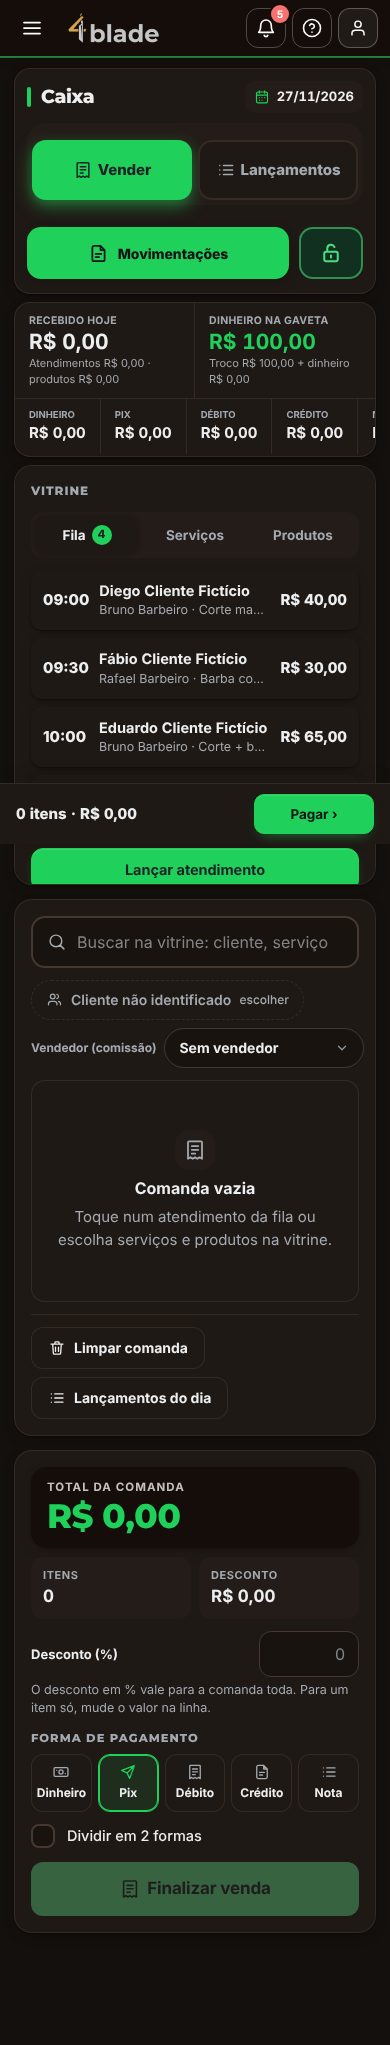 4blade
5
Caixa
27/11/2026
Vender
Lançamentos
Movimentações
RECEBIDO HOJE
R$ 0,00
Atendimentos R$ 0,00 ·
produtos R$ 0,00
DINHEIRO NA GAVETA
R$ 100,00
Troco R$ 100,00 + dinheiro
R$ 0,00
DINHEIRO
R$ 0,00
PIX
R$ 0,00
DÉBITO
R$ 0,00
CRÉDITO
R$ 0,00
VITRINE
Fila 4
Serviços
Produtos
09:00
Diego Cliente Fictício
Bruno Barbeiro · Corte ma...
R$ 40,00
09:30
Fábio Cliente Fictício
Rafael Barbeiro · Barba co...
R$ 30,00
10:00
Eduardo Cliente Fictício
Bruno Barbeiro · Corte + b...
R$ 65,00
0 itens · R$ 0,00
Pagar ›
Lançar atendimento
Buscar na vitrine: cliente, serviço
Cliente não identificado escolher
Vendedor (comissão)
Sem vendedor
Comanda vazia
Toque num atendimento da fila ou
escolha serviços e produtos na vitrine.
Limpar comanda
Lançamentos do dia
TOTAL DA COMANDA
R$ 0,00
ITENS
0
DESCONTO
R$ 0,00
Desconto (%)
0
O desconto em % vale para a comanda toda. Para um
item só, mude o valor na linha.
FORMA DE PAGAMENTO
Dinheiro
Pix
Débito
Crédito
Nota
Dividir em 2 formas
Finalizar venda